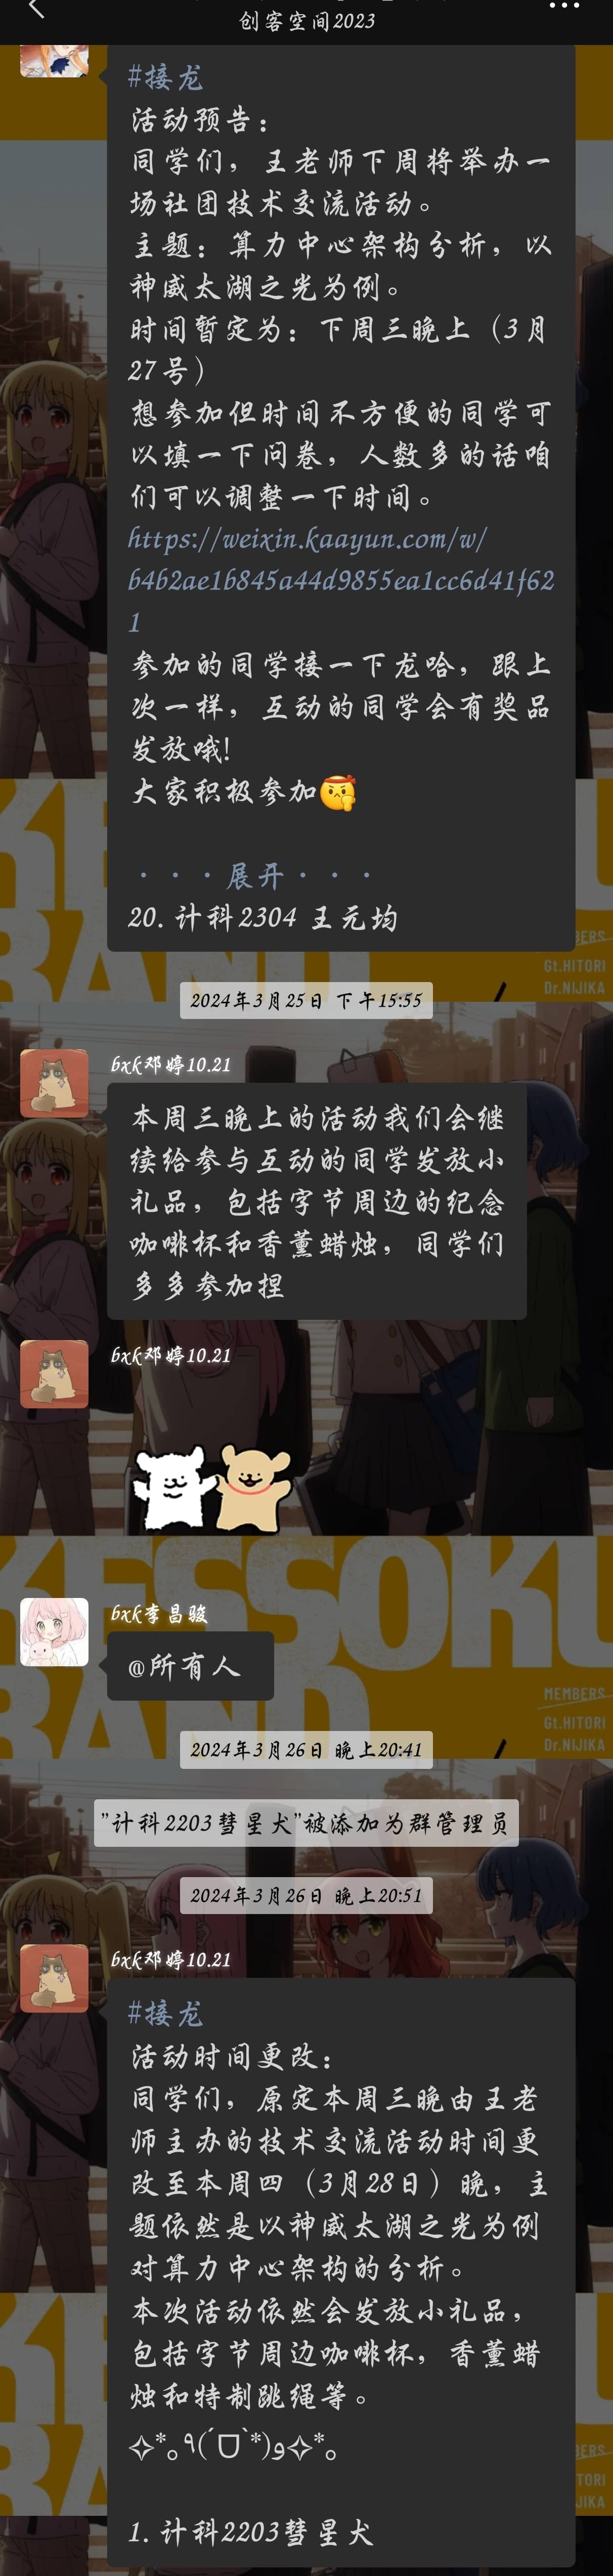 创客空间2023
#接龙
活动预告：
同学们，王老师下周将举办一
场社团技术交流活动。
主题：算力中心架构分析，以
神威太湖之光为例。
时间暂定为：下周三晚上（3月
27号）
想参加但时间不方便的同学可
以填一下问卷，人数多的话咱
们可以调整一下时间。
https://weixin.kaayun.com/w/
b4b2ae1b845a44d9855ea1cc6d41f62
1
参加的同学接一下龙哈，跟上
次一样，互动的同学会有奖品
发放哦!
大家积极参加
···展开···
20. 计科2304 王元均
BERS
Gt.HITORI
Dr.NIJIKA
2024年3月25日 下午15:55
bxk邓婷10.21
本周三晚上的活动我们会继
续给参与互动的同学发放小
礼品，包括字节周边的纪念
咖啡杯和香薰蜡烛，同学们
多多参加捏
bxk邓婷10.21
KESSOKU
BAND
bxk李昌骏
@所有人
MEMBERS
Gt.HITORI
Dr.NIJIKA
2024年3月26日 晚上20:41
"计科2203彗星犬"被添加为群管理员
2024年3月26日 晚上20:51
bxk邓婷10.21
#接龙
活动时间更改：
同学们，原定本周三晚由王老
师主办的技术交流活动时间更
改至本周四（3月28日）晚，主
题依然是以神威太湖之光为例
对算力中心架构的分析。
本次活动依然会发放小礼品，
包括字节周边咖啡杯，香薰蜡
烛和特制跳绳等。
✧*｡٩(ˊᗜˋ*)و✧*｡
1. 计科2203彗星犬